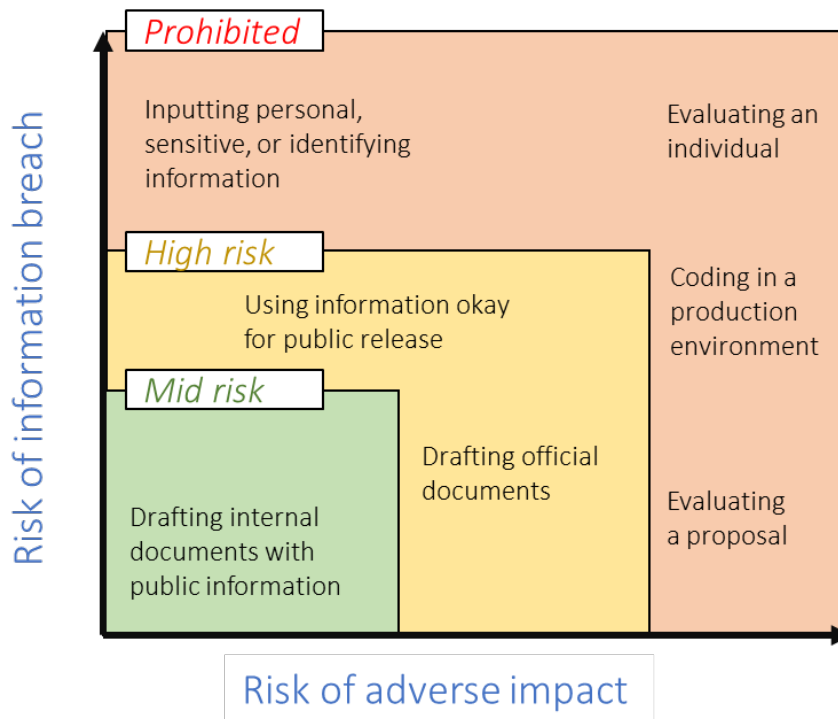 Prohibited
Inputting personal,
sensitive, or identifying
information
Evaluating an
individual
High risk
Using information okay
for public release
Coding in a
production
environment
Mid risk
Drafting official
documents
Drafting internal
documents with
public information
Evaluating
a proposal
Risk of information breach
Risk of adverse impact